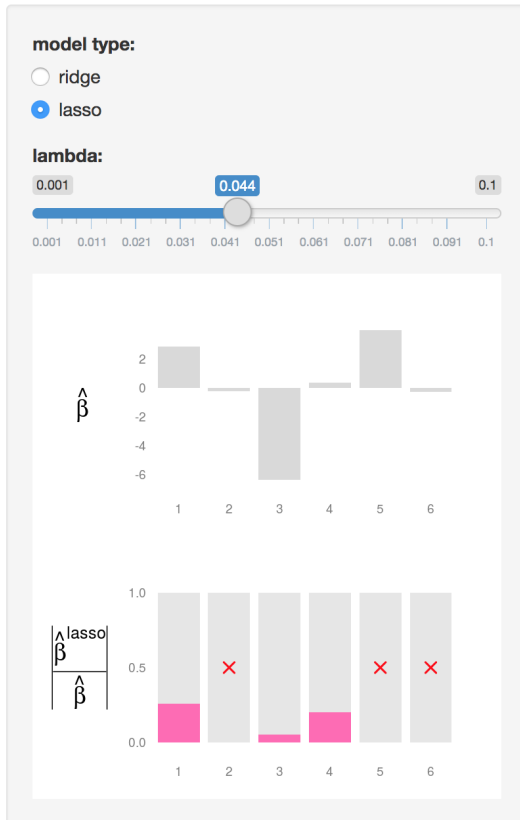 model type:
ridge
lasso
lambda:
0.001 0.044 0.1
0.001 0.011 0.021 0.031 0.041 0.051 0.061 0.071 0.081 0.091 0.1
2
0
β̂
-2
-4
-6
1 2 3 4 5 6
1.0
β̂lasso
0.5
β̂
0.0
1 2 3 4 5 6